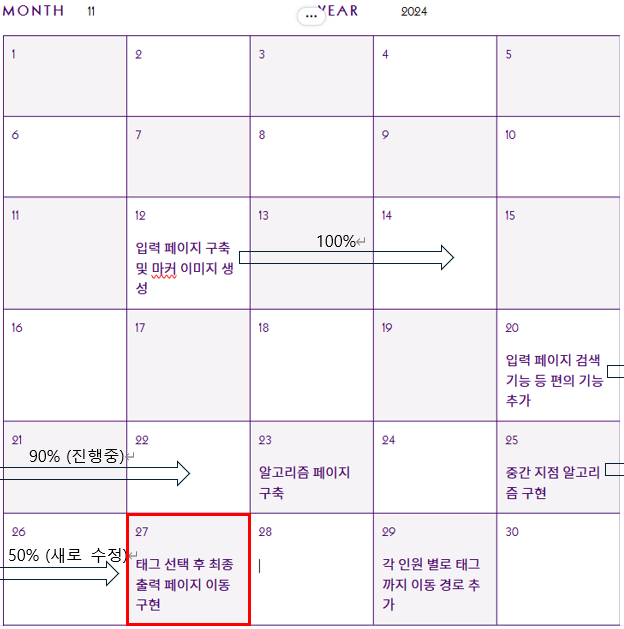 MONTH 11 YEAR 2024
1 2 3 4 5
6 7 8 9 10
11 12 13 14 15
입력 페이지 구축
및 마커 이미지 생
성
100%↵
16 17 18 19 20
입력 페이지 검색
기능 등 편의 기능
추가
21 22 23 24 25
90% (진행중)↵
알고리즘 페이지
구축
중간 지점 알고리
즘 구현
26 27 28 29 30
50% (새로 수정)↵
태그 선택 후 최종
출력 페이지 이동
구현
각 인원 별로 태그
까지 이동 경로 추
가